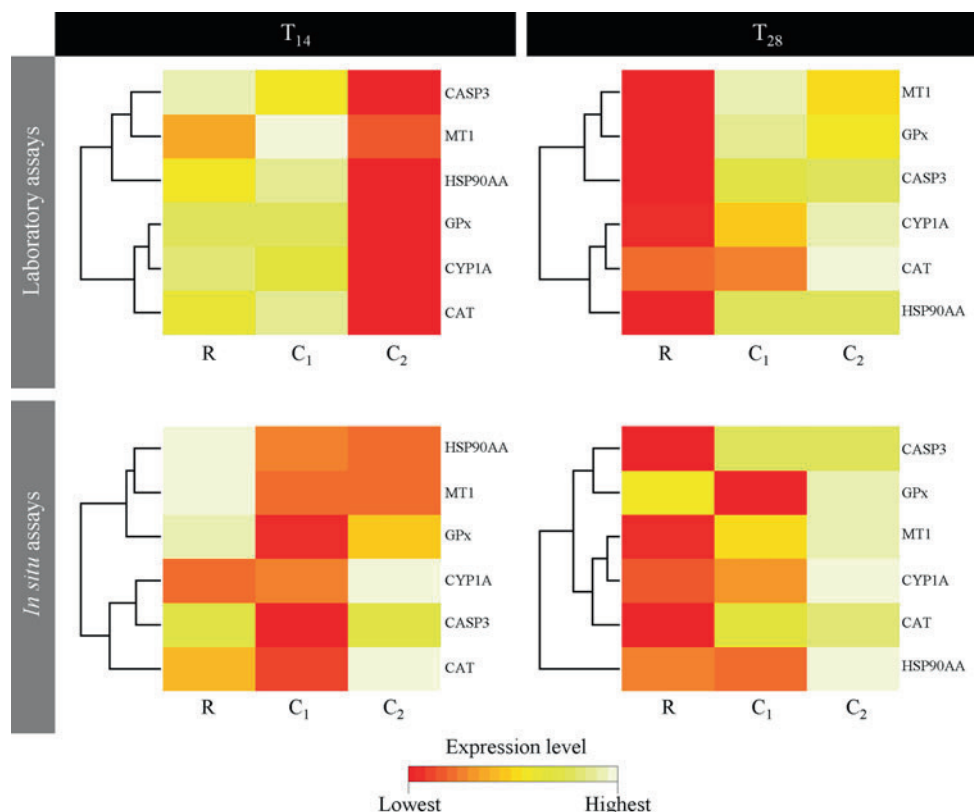 T14
T28
Laboratory assays
CASP3
MT1
HSP90AA
GPx
CYP1A
CAT
R C1 C2
MT1
GPx
CASP3
CYP1A
CAT
HSP90AA
R C1 C2
In situ assays
HSP90AA
MT1
GPx
CYP1A
CASP3
CAT
R C1 C2
CASP3
GPx
MT1
CYP1A
CAT
HSP90AA
R C1 C2
Expression level
Lowest Highest